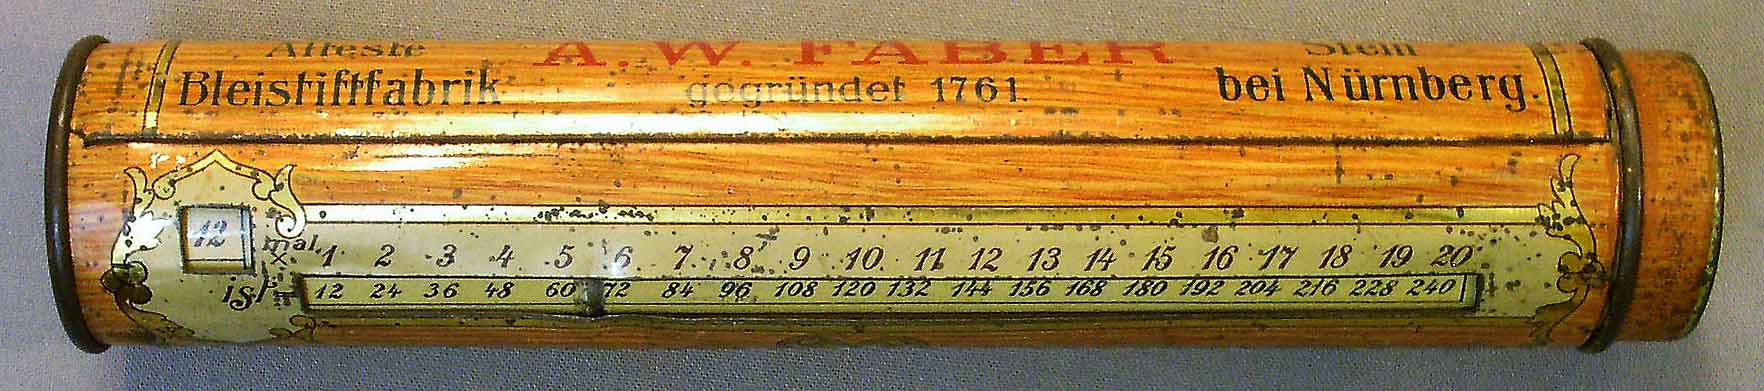 Älteste A. W. FABER Stein
Bleistiftfabrik gegründet 1761. bei Nürnberg.
12 mal x 1 2 3 4 5 6 7 8 9 10 11 12 13 14 15 16 17 18 19 20
ist 12 24 36 48 60 72 84 96 108 120 132 144 156 168 180 192 204 216 228 240